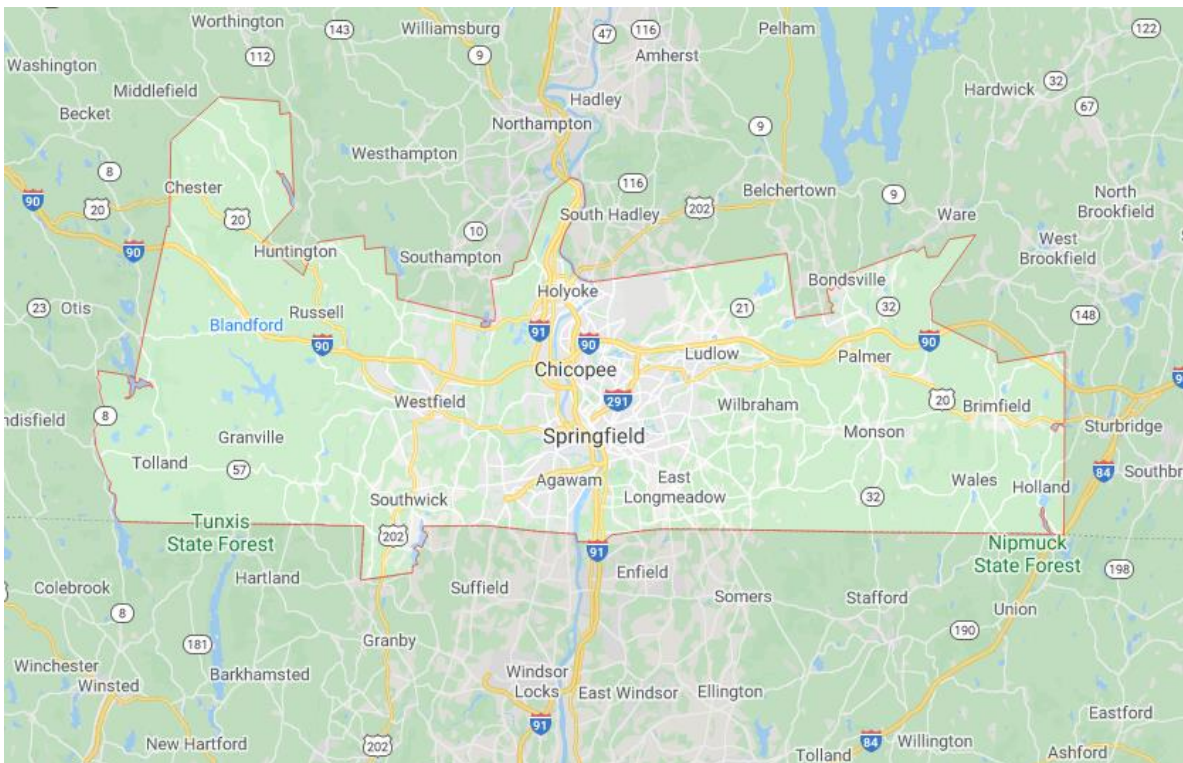 Worthington
143
Williamsburg
47
116
Pelham
122
112
9
Amherst
Washington
Middlefield
Hadley
Hardwick
32
Becket
67
Northampton
9
Westhampton
8
116
Belchertown
Chester
9
North
Brookfield
90
20
20
South Hadley
202
Ware
10
90
Huntington
Southampton
West
Brookfield
Bondsville
Holyoke
23
Otis
Russell
21
32
148
Blandford
91
90
90
90
Ludlow
Palmer
Chicopee
291
20
Westfield
Wilbraham
Brimfield
8
ndisfield
Sturbridge
Granville
Springfield
Monson
Tolland
57
84
Southbr
Agawam
East
Longmeadow
Wales
Holland
Southwick
32
Tunxis
State Forest
202
91
Nipmuck
State Forest
Hartland
Colebrook
Suffield
Enfield
198
Somers
Stafford
Union
8
181
Granby
190
Winchester
Winsted
Barkhamsted
Windsor
Locks
East Windsor
Ellington
91
Eastford
New Hartford
202
84
Willington
Tolland
Ashford